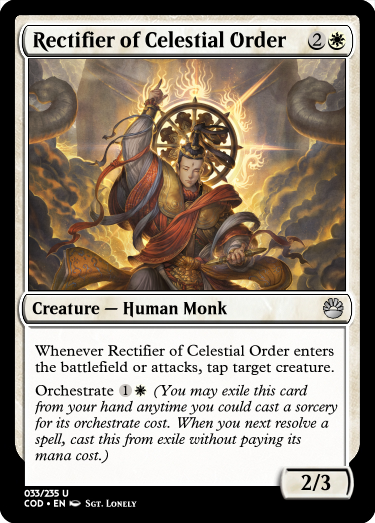 Rectifier of Celestial Order 2
Creature — Human Monk
Whenever Rectifier of Celestial Order enters
the battlefield or attacks, tap target creature.
Orchestrate 1 (You may exile this card
from your hand anytime you could cast a sorcery
for its orchestrate cost. When you next resolve a
spell, cast this from exile without paying its
mana cost.)
2/3
033/235 U
COD • EN Sgt. Lonely